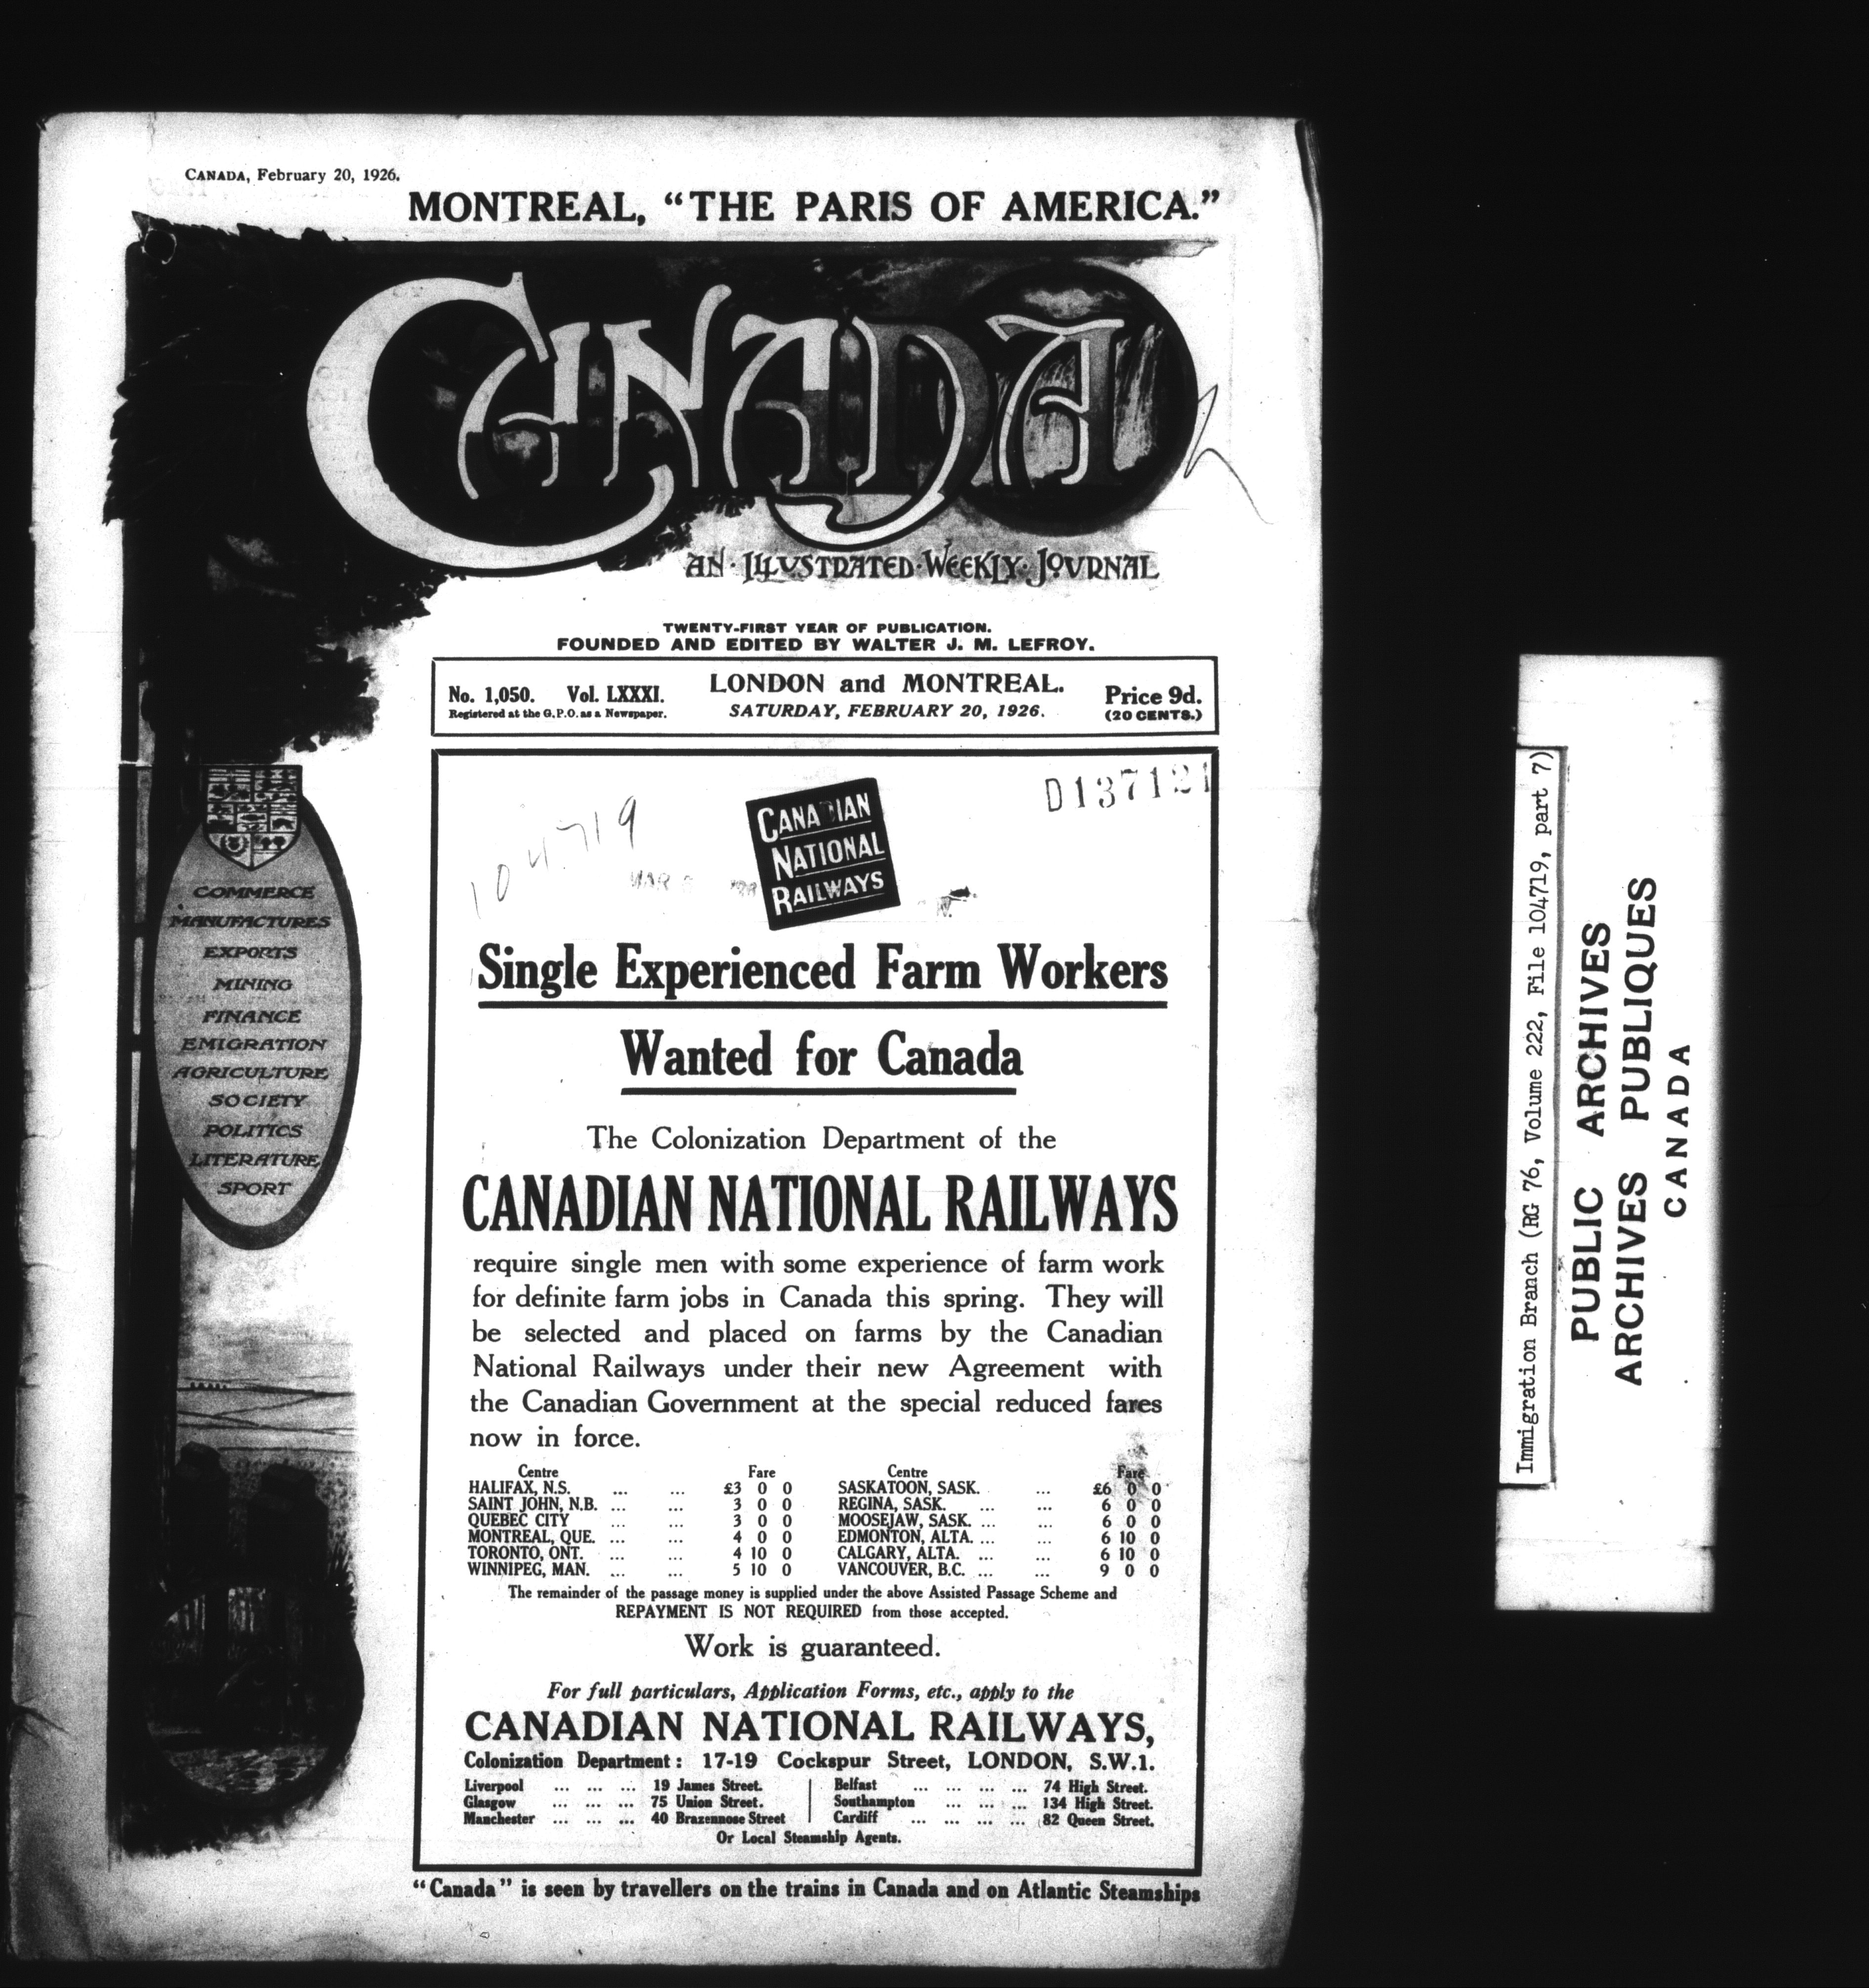 CANADA, February 20, 1926.
MONTREAL, “THE PARIS OF AMERICA.”
CANADA
AN · ILLUSTRATED · WEEKLY · JOURNAL
TWENTY-FIRST YEAR OF PUBLICATION.
FOUNDED AND EDITED BY WALTER J. M. LEFROY.
No. 1,050. Vol. LXXXI.
Registered at the G.P.O. as a Newspaper.
LONDON and MONTREAL.
SATURDAY, FEBRUARY 20, 1926.
Price 9d.
(20 CENTS.)
COMMERCE
MANUFACTURES
EXPORTS
MINING
FINANCE
EMIGRATION
AGRICULTURE
SOCIETY
POLITICS
LITERATURE
SPORT
104719
D137121
CANADIAN
NATIONAL
RAILWAYS
Single Experienced Farm Workers
Wanted for Canada
The Colonization Department of the
CANADIAN NATIONAL RAILWAYS
require single men with some experience of farm work
for definite farm jobs in Canada this spring. They will
be selected and placed on farms by the Canadian
National Railways under their new Agreement with
the Canadian Government at the special reduced fares
now in force.
Centre Fare Centre Fare
HALIFAX, N.S. ... ... £3 0 0 SASKATOON, SASK. ... £6 0 0
SAINT JOHN, N.B. ... ... 3 0 0 REGINA, SASK. ... ... 6 0 0
QUEBEC CITY ... ... 3 0 0 MOOSEJAW, SASK. ... ... 6 0 0
MONTREAL, QUE. ... ... 4 0 0 EDMONTON, ALTA. ... ... 6 10 0
TORONTO, ONT. ... ... 4 10 0 CALGARY, ALTA. ... ... 6 10 0
WINNIPEG, MAN. ... ... 5 10 0 VANCOUVER, B.C. ... ... 9 0 0
The remainder of the passage money is supplied under the above Assisted Passage Scheme and
REPAYMENT IS NOT REQUIRED from those accepted.
Work is guaranteed.
For full particulars, Application Forms, etc., apply to the
CANADIAN NATIONAL RAILWAYS,
Colonization Department: 17-19 Cockspur Street, LONDON, S.W.1.
Liverpool ... ... ... 19 James Street. Belfast ... ... ... ... 74 High Street.
Glasgow ... ... ... 75 Union Street. Southampton ... ... ... 134 High Street.
Manchester ... ... ... 40 Brazennose Street Cardiff ... ... ... ... 82 Queen Street.
Or Local Steamship Agents.
“Canada” is seen by travellers on the trains in Canada and on Atlantic Steamships
Immigration Branch (RG 76, Volume 222, File 104719, part 7)
PUBLIC ARCHIVES
ARCHIVES PUBLIQUES
CANADA